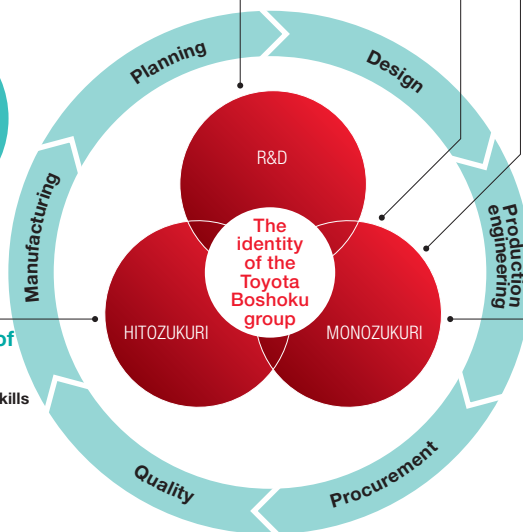 Planning
Design
Production
engineering
Procurement
Quality
Manufacturing
R&D
The
identity
of the
Toyota
Boshoku
group
HITOZUKURI
MONOZUKURI
of
kills